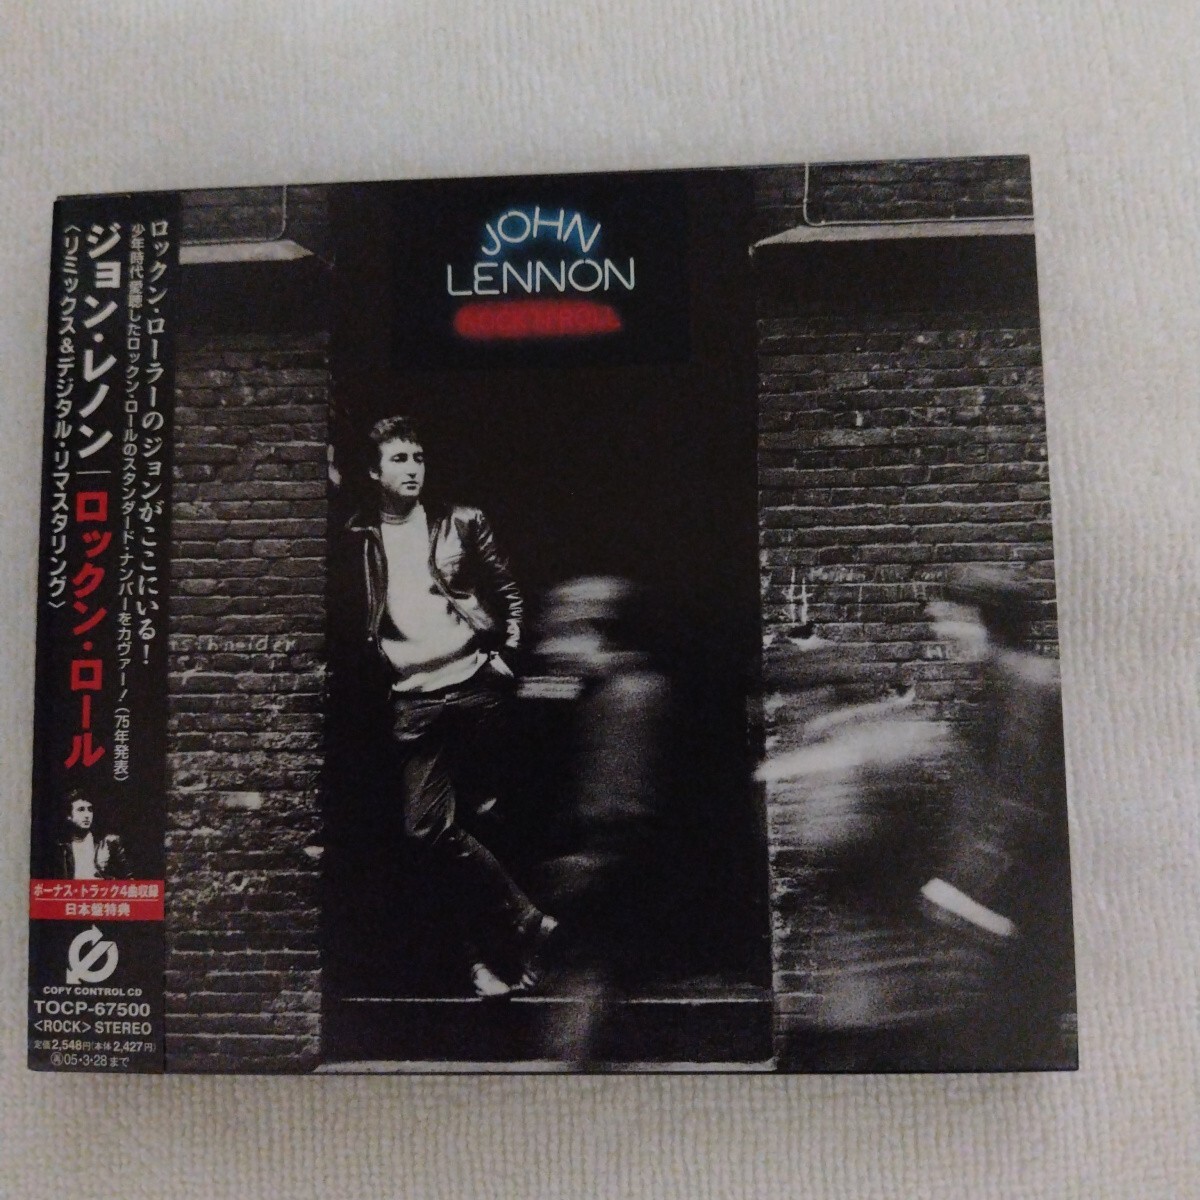 ロックン・ローラーのジョンがここにいる！
少年時代愛聴したロックン・ロールのスタンダード・ナンバーをカヴァー！（75年発表）
ジョン・レノン｜ロックン・ロール
〈リミックス&デジタル・リマスタリング〉
ボーナス・トラック4曲収録
日本盤特典
COPY CONTROL CD
TOCP-67500
<ROCK> STEREO
定価2,548円(本体2,427円)
再05・3・28まで
JOHN
LENNON
ROCK 'N' ROLL
Schneider